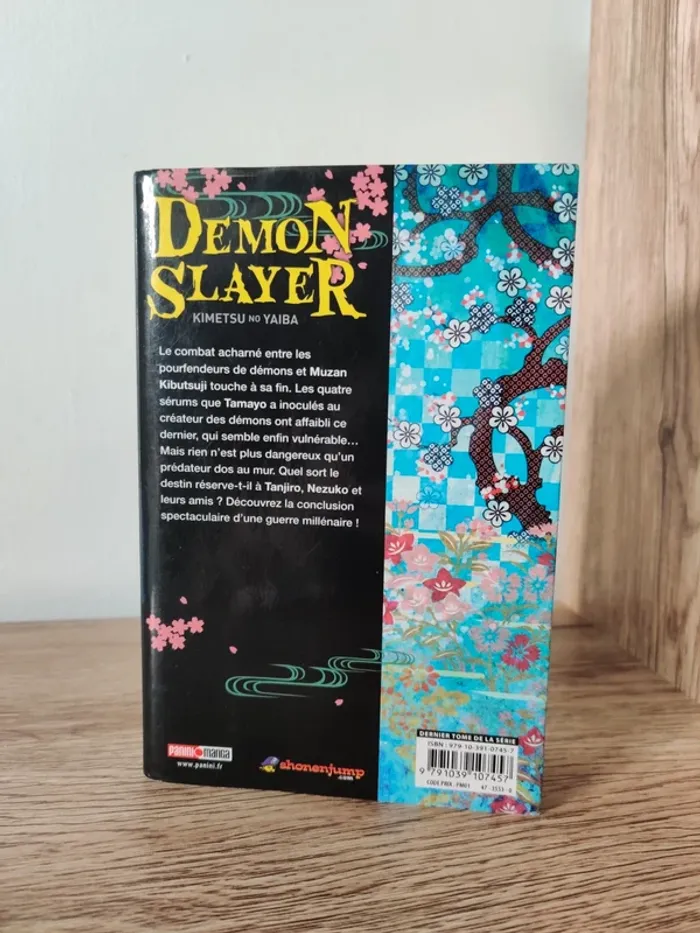 DEMON
SLAYER
KIMETSU NO YAIBA
Le combat acharné entre les
pourfendeurs de démons et Muzan
Kibutsuji touche à sa fin. Les quatre
sérums que Tamayo a inoculés au
créateur des démons ont affaibli ce
dernier, qui semble enfin vulnérable...
Mais rien n'est plus dangereux qu'un
prédateur dos au mur. Quel sort le
destin réserve-t-il à Tanjiro, Nezuko et
leurs amis ? Découvrez la conclusion
spectaculaire d'une guerre millénaire !
PANINI MANGA
www.panini.fr
shonenjump
.com
DERNIER TOME DE LA SÉRIE
ISBN : 979-10-391-0745-7
9 791039 107457
CODE PRIX : PM01